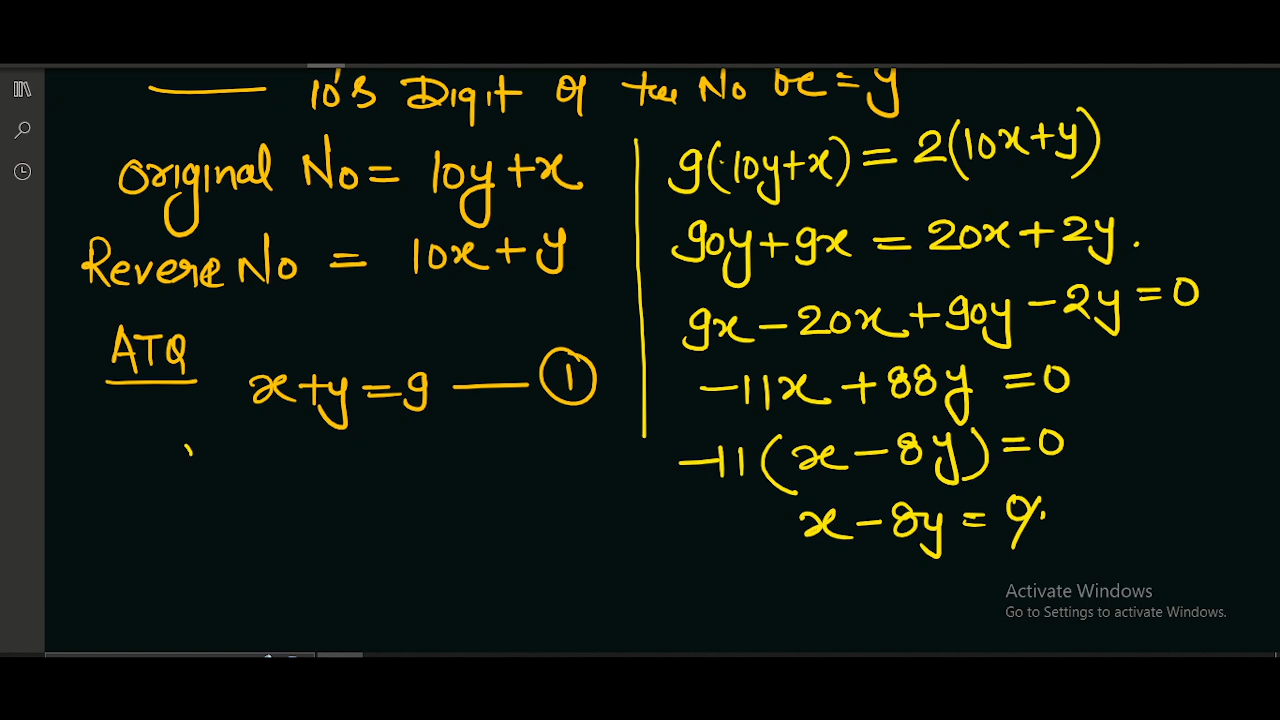 —— 10's Digit of the No be = y
Original No = 10y + x
Reverse No = 10x + y
ATQ
x + y = 9 —— ①
9(10y + x) = 2(10x + y)
90y + 9x = 20x + 2y.
9x - 20x + 90y - 2y = 0
-11x + 88y = 0
-11(x - 8y) = 0
x - 8y =
Activate Windows
Go to Settings to activate Windows.